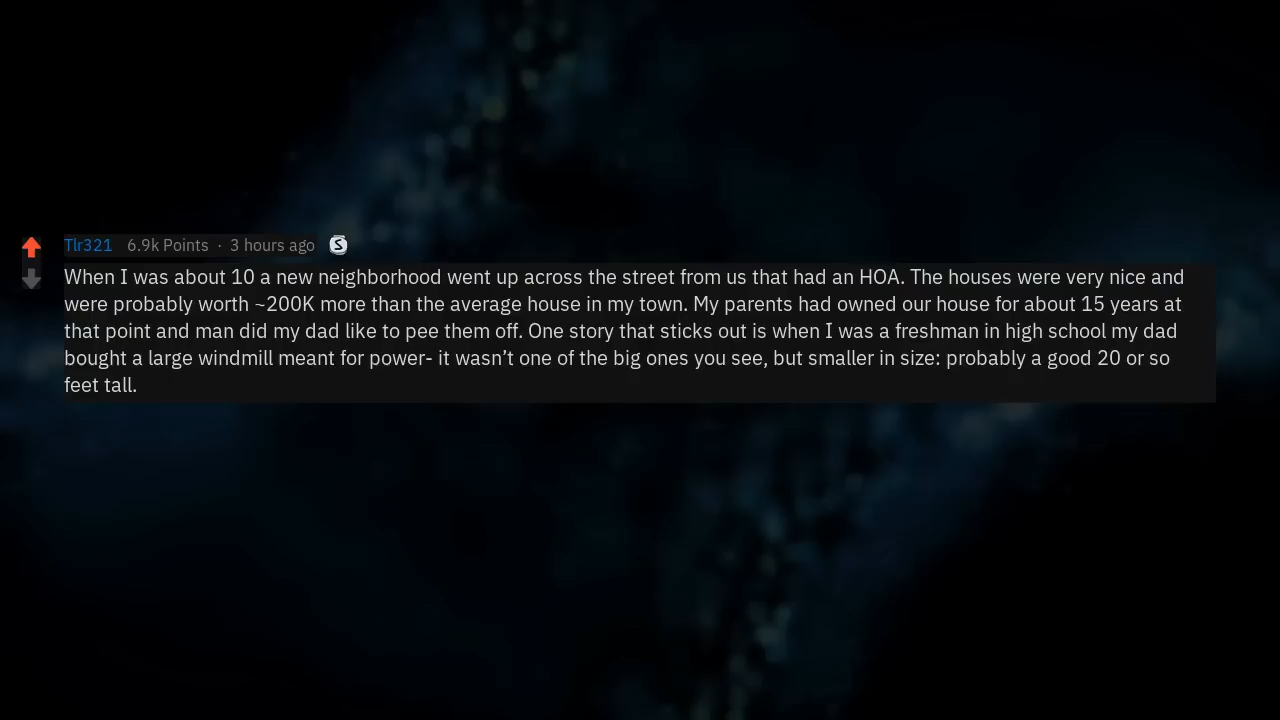 Tlr321 6.9k Points · 3 hours ago S
When I was about 10 a new neighborhood went up across the street from us that had an HOA. The houses were very nice and
were probably worth ~200K more than the average house in my town. My parents had owned our house for about 15 years at
that point and man did my dad like to pee them off. One story that sticks out is when I was a freshman in high school my dad
bought a large windmill meant for power- it wasn’t one of the big ones you see, but smaller in size: probably a good 20 or so
feet tall.